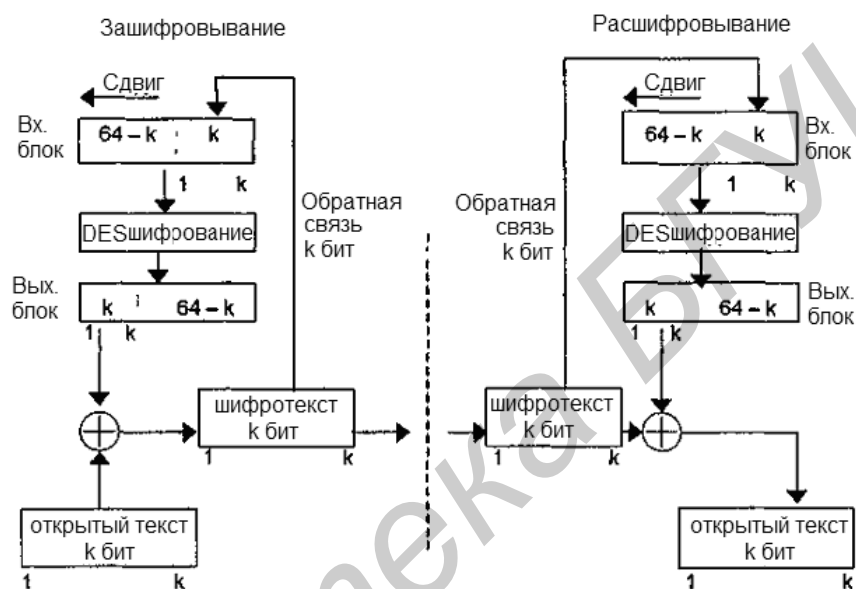 Зашифровывание
Сдвиг
Вх.
блок
64 – k k
1 k
DESшифрование
Вых.
блок
k 64 – k
1 k
Обратная
связь
k бит
шифротекст
k бит
1 k
открытый текст
k бит
1 k
Расшифровывание
Сдвиг
64 – k k
Вх.
блок
1 k
DESшифрование
k 64 – k
Вых.
блок
1 k
Обратная
связь
k бит
шифротекст
k бит
1 k
открытый текст
k бит
1 k
тека БГУ